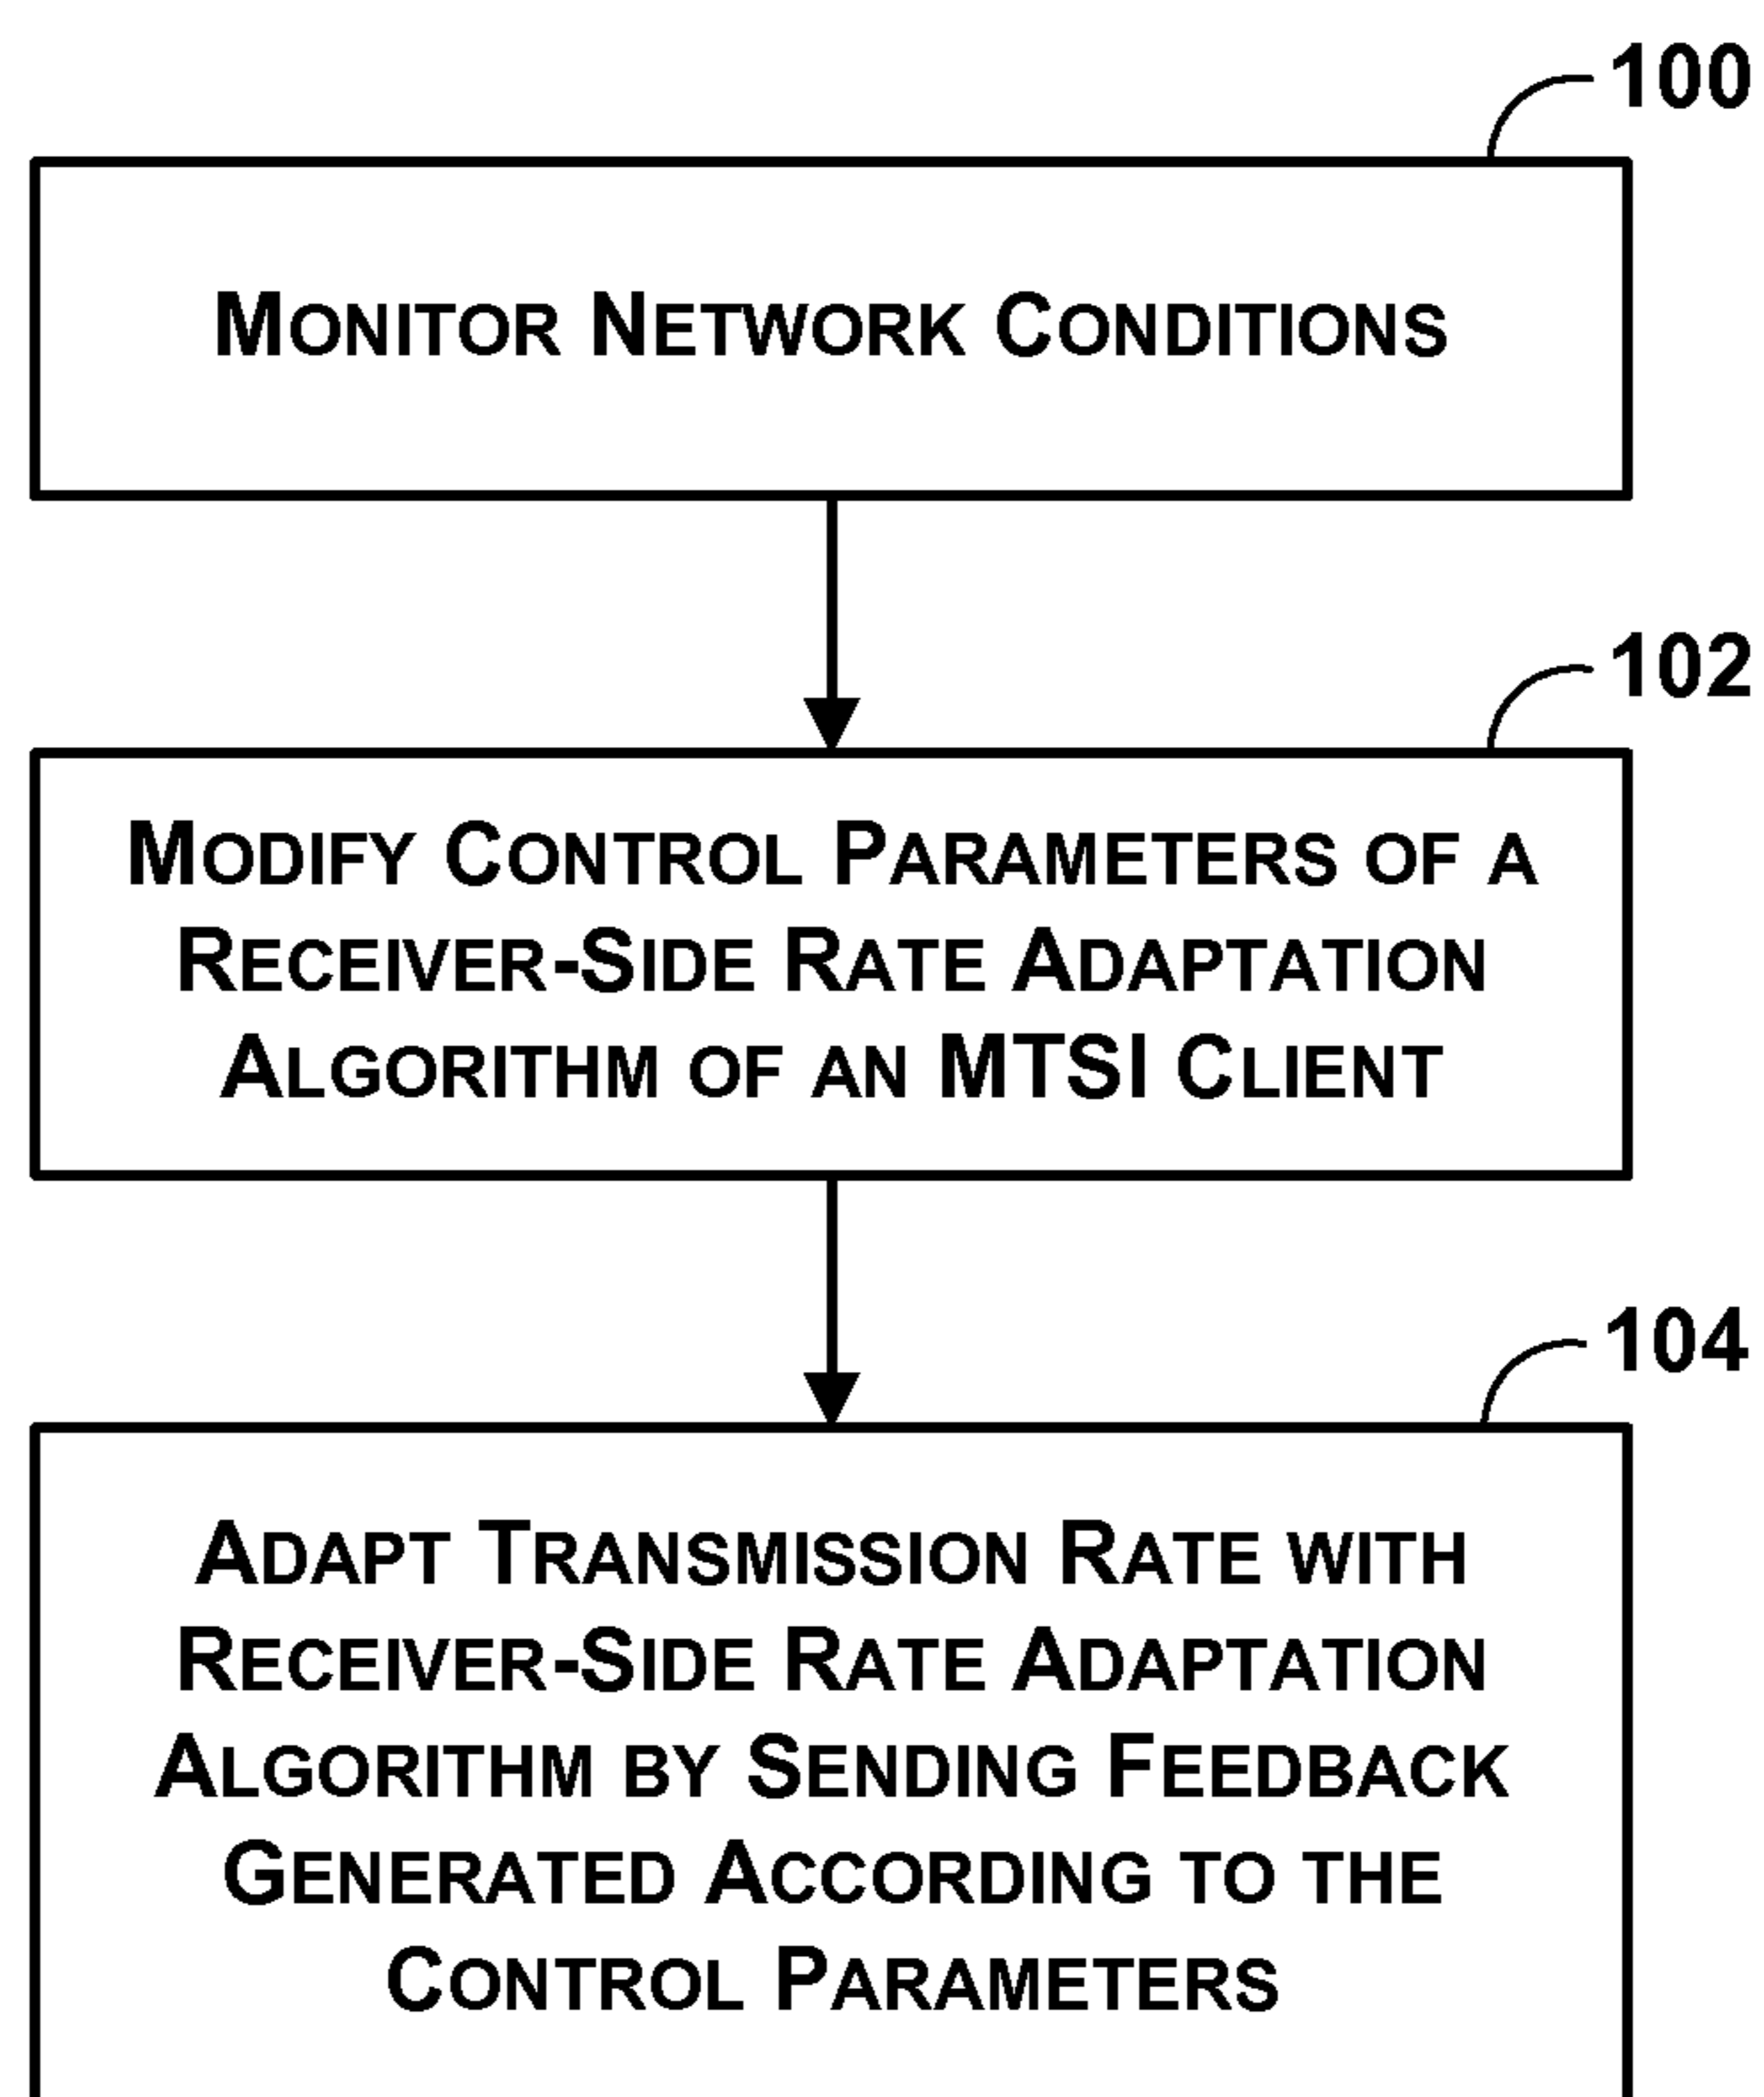 100
MONITOR NETWORK CONDITIONS
102
MODIFY CONTROL PARAMETERS OF A
RECEIVER-SIDE RATE ADAPTATION
ALGORITHM OF AN MTSI CLIENT
104
ADAPT TRANSMISSION RATE WITH
RECEIVER-SIDE RATE ADAPTATION
ALGORITHM BY SENDING FEEDBACK
GENERATED ACCORDING TO THE
CONTROL PARAMETERS